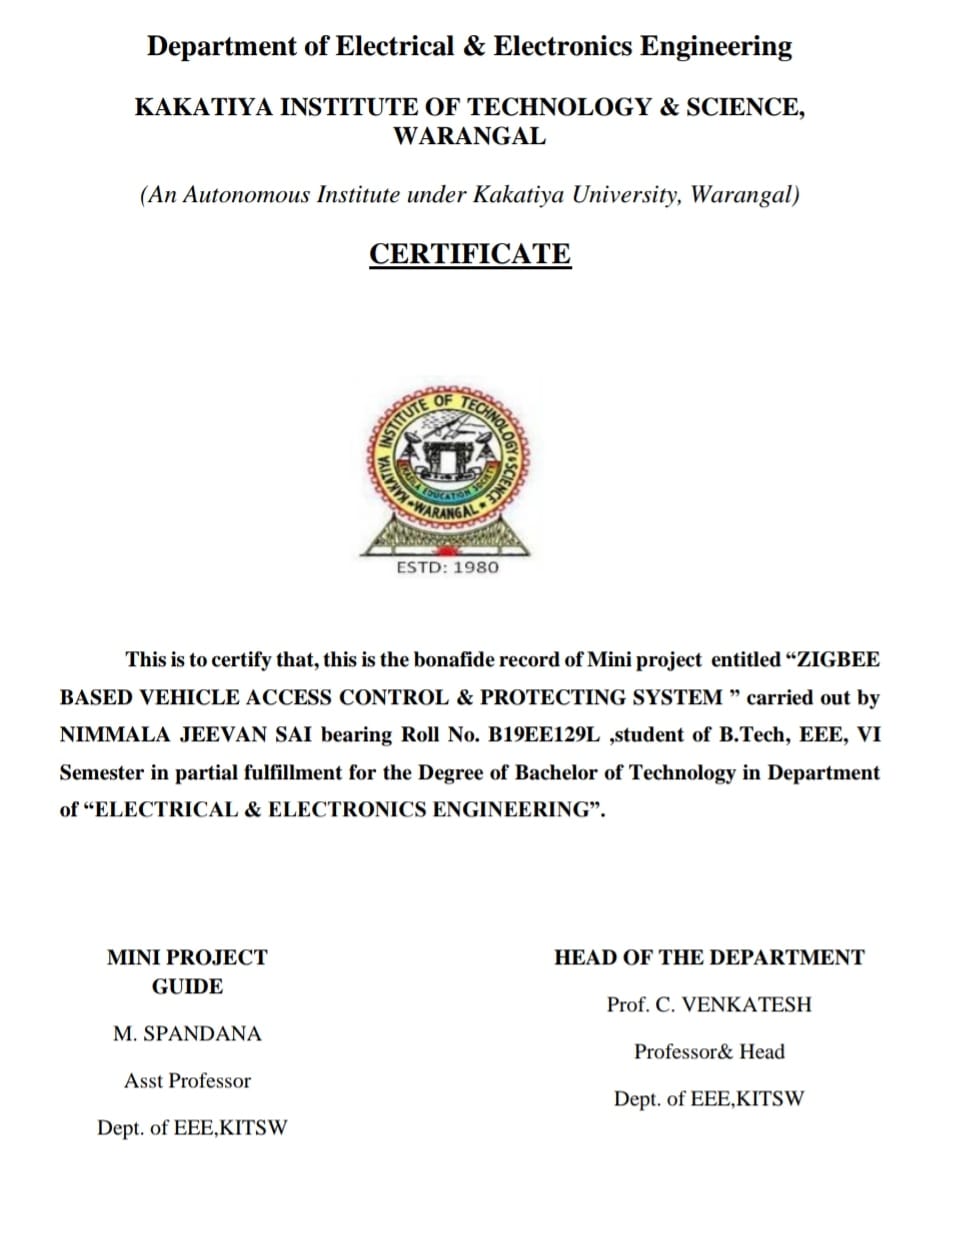 Department of Electrical & Electronics Engineering
KAKATIYA INSTITUTE OF TECHNOLOGY & SCIENCE,
WARANGAL
(An Autonomous Institute under Kakatiya University, Warangal)
CERTIFICATE
KAKATIYA INSTITUTE OF TECHNOLOGY & SCIENCE
EDUCATION
WARANGAL
ESTD: 1980
This is to certify that, this is the bonafide record of Mini project entitled “ZIGBEE
BASED VEHICLE ACCESS CONTROL & PROTECTING SYSTEM ” carried out by
NIMMALA JEEVAN SAI bearing Roll No. B19EE129L ,student of B.Tech, EEE, VI
Semester in partial fulfillment for the Degree of Bachelor of Technology in Department
of “ELECTRICAL & ELECTRONICS ENGINEERING”.
MINI PROJECT
GUIDE
M. SPANDANA
Asst Professor
Dept. of EEE,KITSW
HEAD OF THE DEPARTMENT
Prof. C. VENKATESH
Professor& Head
Dept. of EEE,KITSW